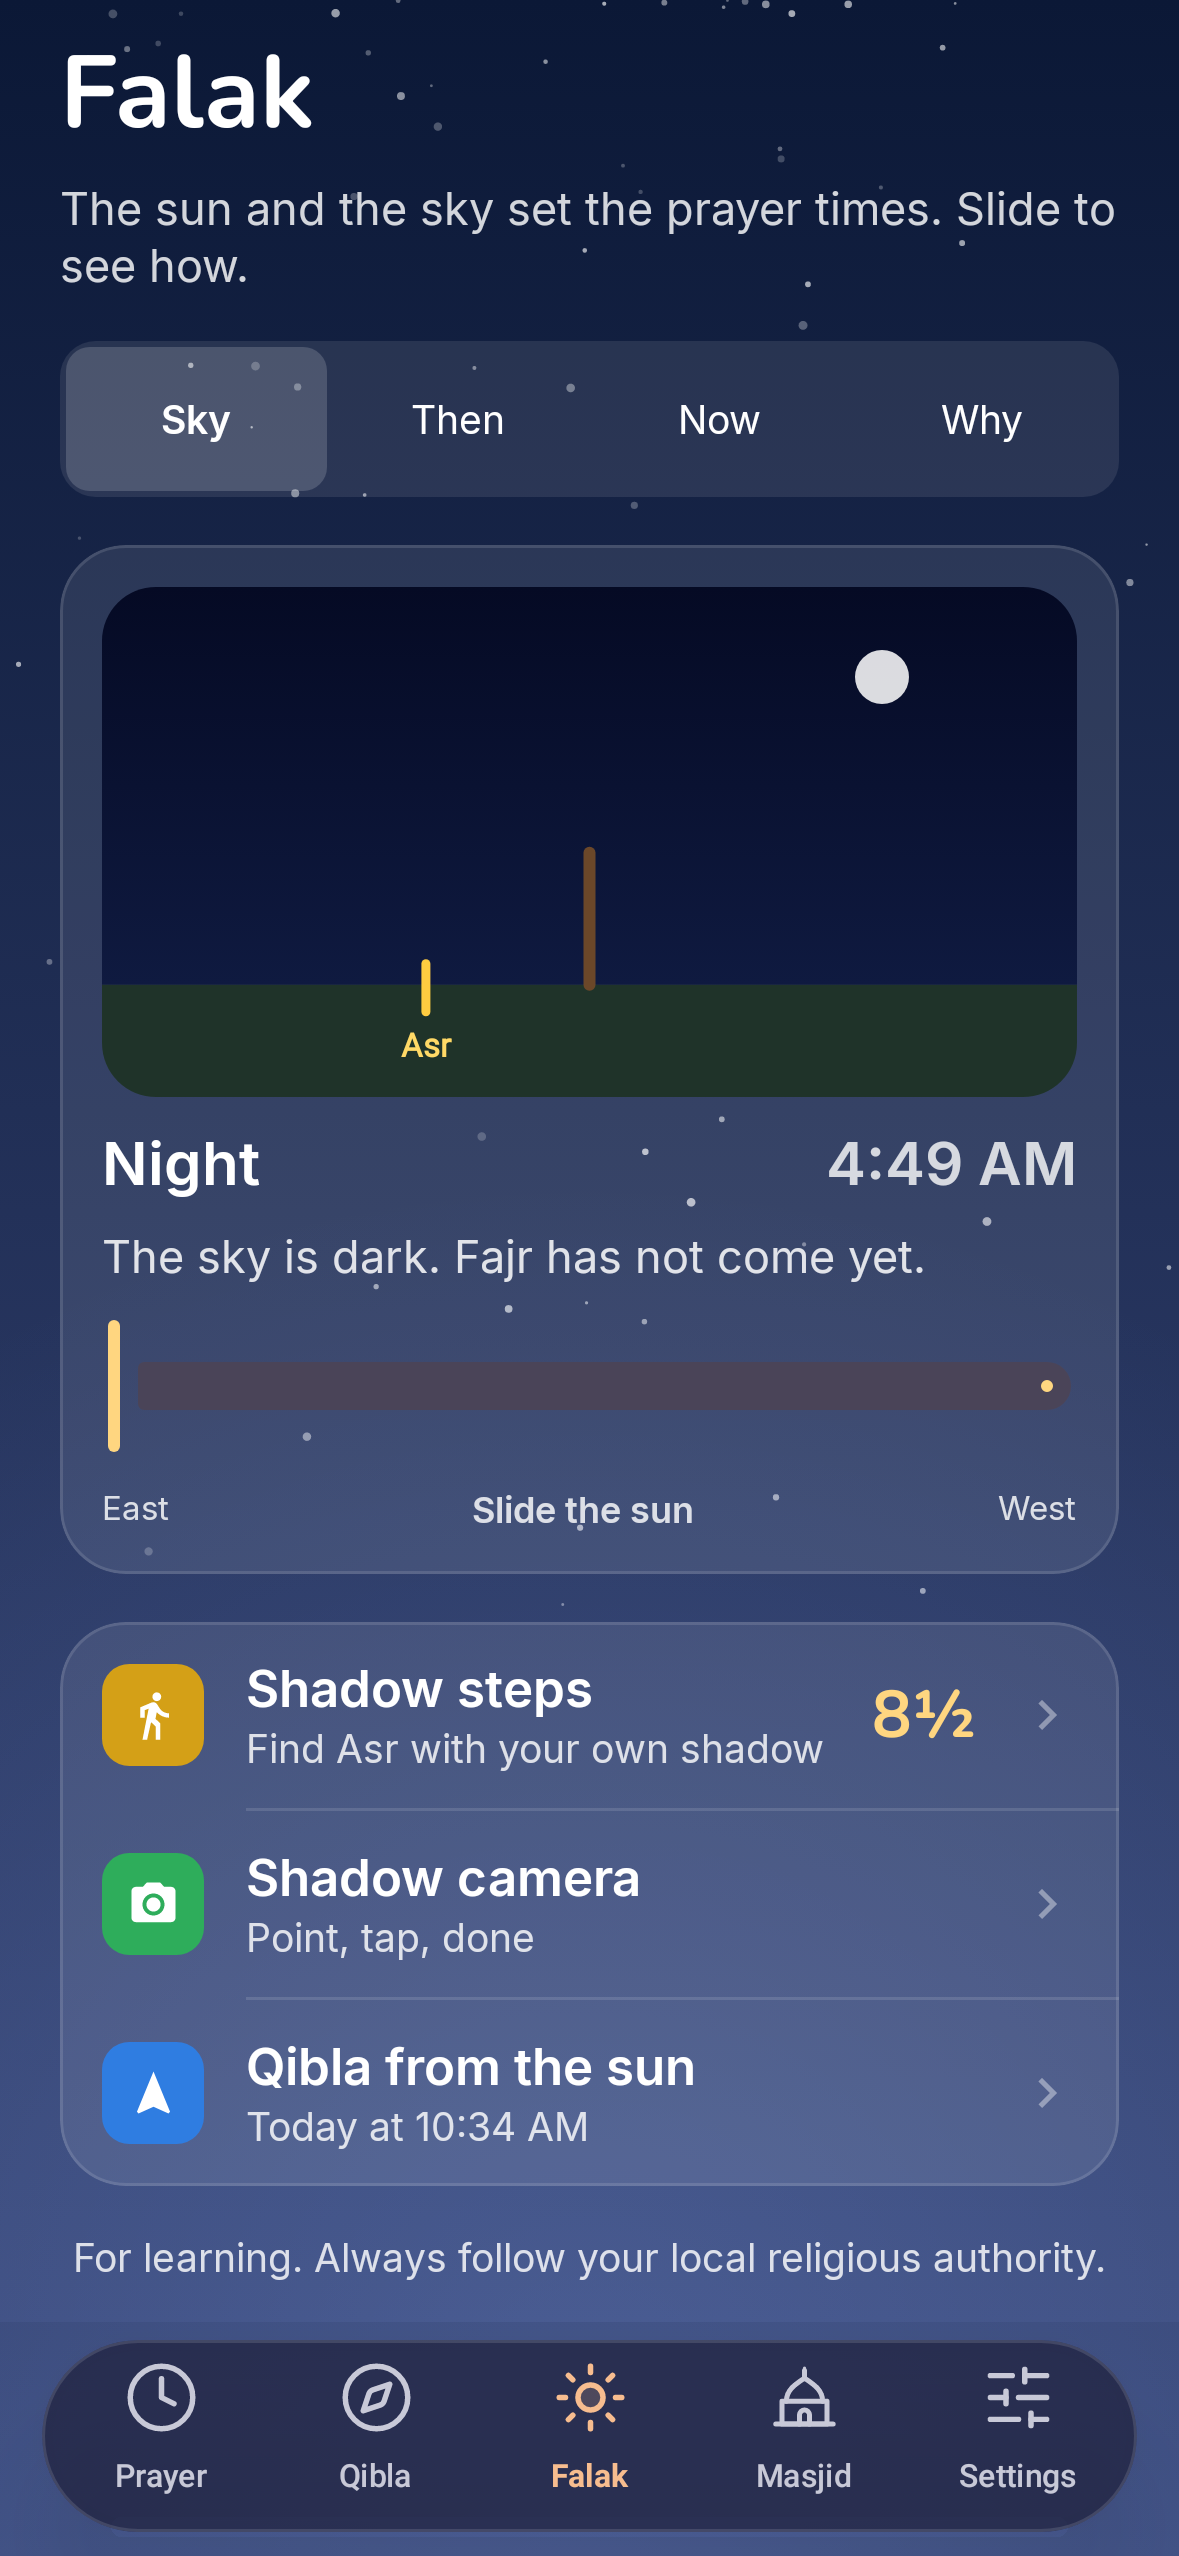 Falak
The sun and the sky set the prayer times. Slide to
see how.
Sky
Then
Now
Why
Asr
Night
4:49 AM
The sky is dark. Fajr has not come yet.
East
Slide the sun
West
Shadow steps
Find Asr with your own shadow
8½
Shadow camera
Point, tap, done
Qibla from the sun
Today at 10:34 AM
For learning. Always follow your local religious authority.
Prayer
Qibla
Falak
Masjid
Settings